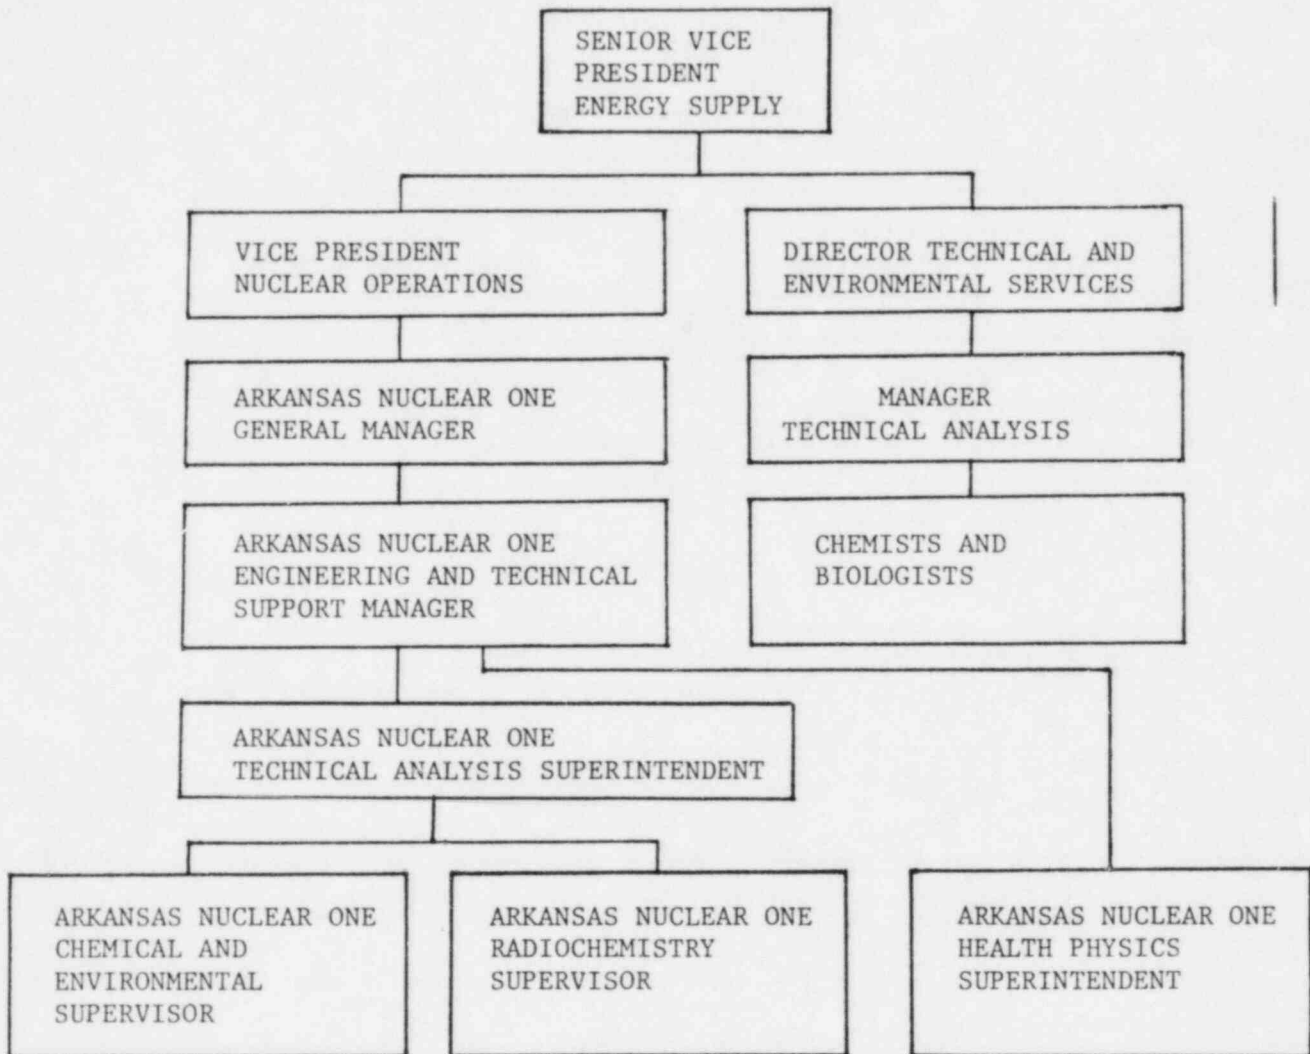 SENIOR VICE
PRESIDENT
ENERGY SUPPLY
VICE PRESIDENT
NUCLEAR OPERATIONS
DIRECTOR TECHNICAL AND
ENVIRONMENTAL SERVICES
ARKANSAS NUCLEAR ONE
GENERAL MANAGER
MANAGER
TECHNICAL ANALYSIS
ARKANSAS NUCLEAR ONE
ENGINEERING AND TECHNICAL
SUPPORT MANAGER
CHEMISTS AND
BIOLOGISTS
ARKANSAS NUCLEAR ONE
TECHNICAL ANALYSIS SUPERINTENDENT
ARKANSAS NUCLEAR ONE
CHEMICAL AND
ENVIRONMENTAL
SUPERVISOR
ARKANSAS NUCLEAR ONE
RADIOCHEMISTRY
SUPERVISOR
ARKANSAS NUCLEAR ONE
HEALTH PHYSICS
SUPERINTENDENT